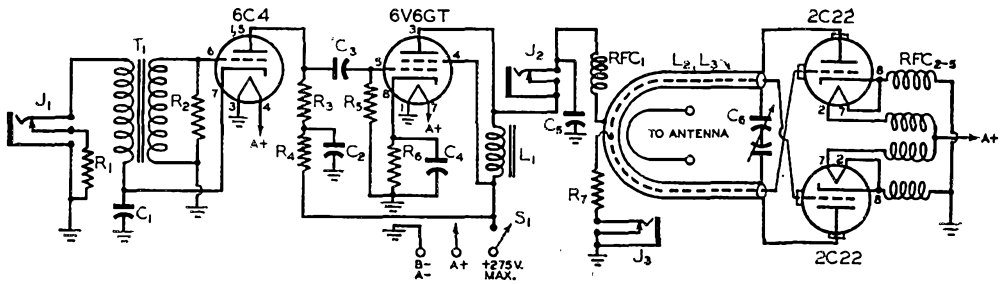 6C4
6V6GT
2C22
1,5
3
T1
C3
J2
RFC1
L2, L3
RFC2-5
6
5
4
8
J1
R2
7
3
4
R3
R5
8
1
7
2
7
A+
A+
C5
C6
TO ANTENNA
A+
R1
R4
C2
R6
C4
L1
7
2
8
C1
R7
S1
J3
B-
A-
A+
+275V.
MAX.
2C22